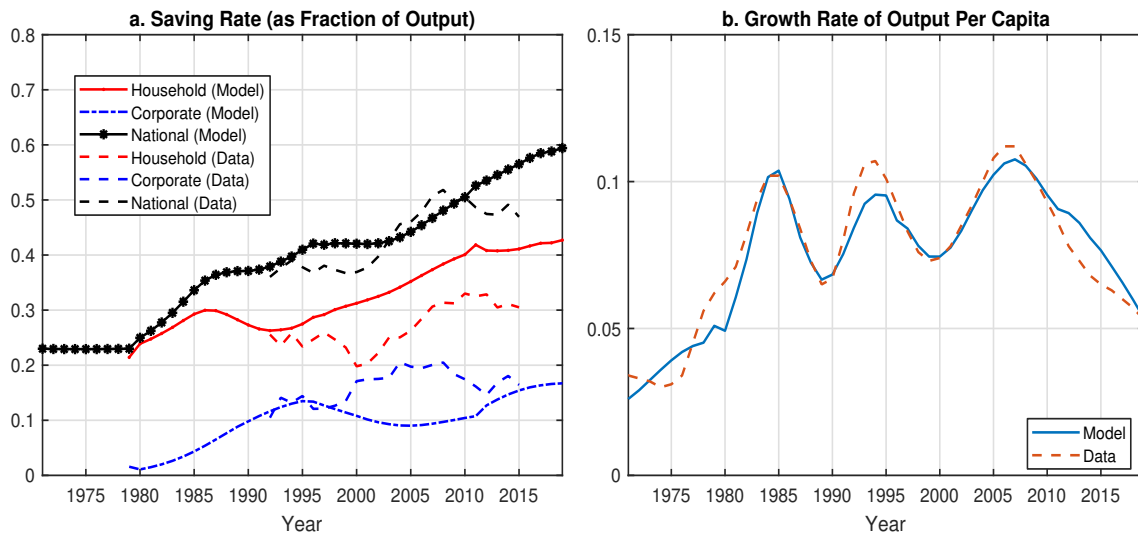 a. Saving Rate (as Fraction of Output)
0.8
0.7
0.6
0.5
0.4
0.3
0.2
0.1
0
Household (Model)
Corporate (Model)
National (Model)
Household (Data)
Corporate (Data)
National (Data)
1975 1980 1985 1990 1995 2000 2005 2010 2015
Year
b. Growth Rate of Output Per Capita
0.15
0.1
0.05
0
Model
Data
1975 1980 1985 1990 1995 2000 2005 2010 2015
Year